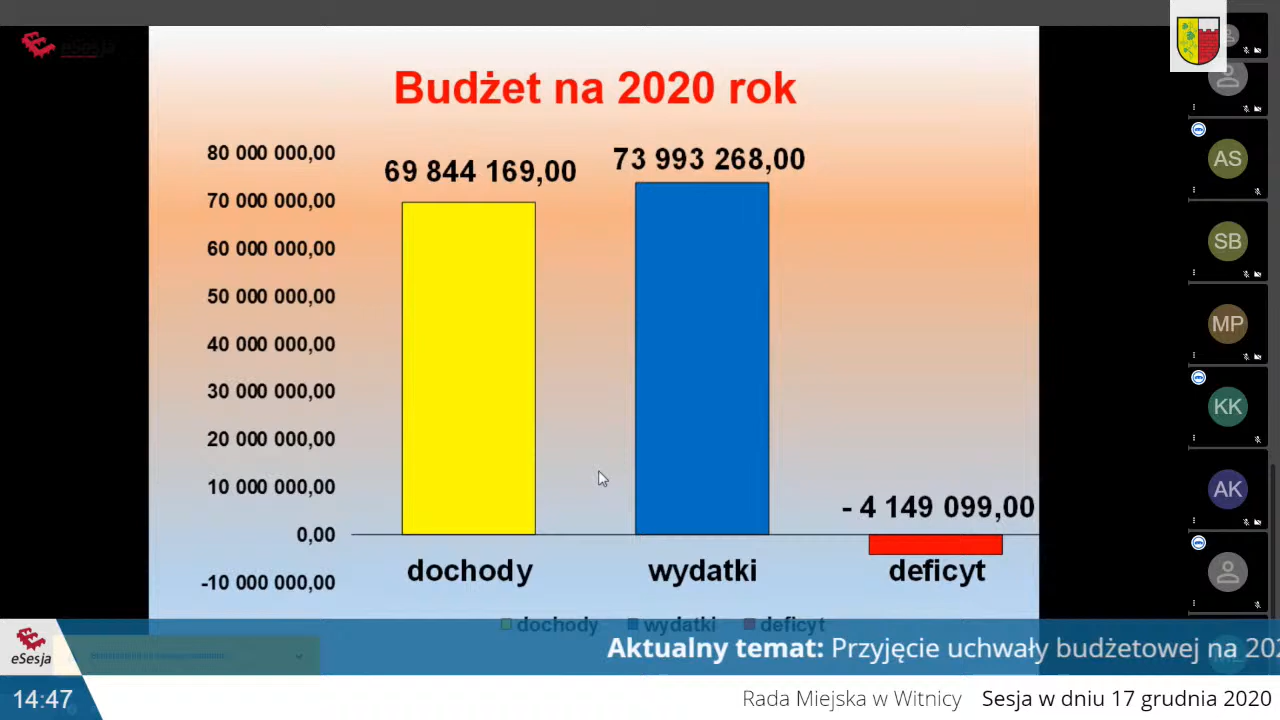 eSesja
Budżet na 2020 rok
80 000 000,00
70 000 000,00
60 000 000,00
50 000 000,00
40 000 000,00
30 000 000,00
20 000 000,00
10 000 000,00
0,00
-10 000 000,00
69 844 169,00
73 993 268,00
- 4 149 099,00
dochody
wydatki
deficyt
dochody wydatki deficyt
AS
SB
MP
KK
AK
eSesja
Aktualny temat: Przyjęcie uchwały budżetowej na
14:47
Rada Miejska w Witnicy Sesja w dniu 17 grudnia 2020